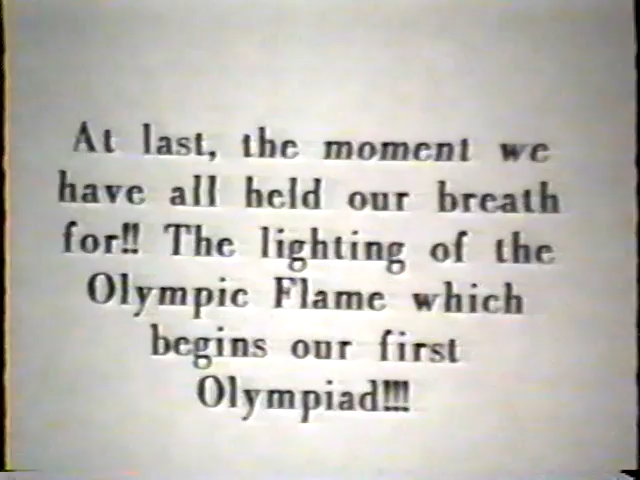 At last, the moment we
have all held our breath
for!! The lighting of the
Olympic Flame which
begins our first
Olympiad!!!